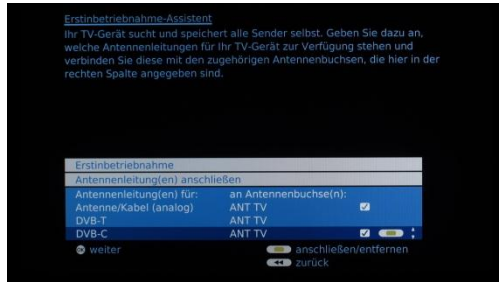 Erstinbetriebnahme-Assistent
Ihr TV-Gerät sucht und speichert alle Sender selbst. Geben Sie dazu an,
welche Antennenleitungen für Ihr TV-Gerät zur Verfügung stehen und
verbinden Sie diese mit den zugehörigen Antennenbuchsen, die hier in der
rechten Spalte angegeben sind.
Erstinbetriebnahme
Antennenleitung(en) anschließen
Antennenleitung(en) für: an Antennenbuchse(n):
Antenne/Kabel (analog) ANT TV
DVB-T ANT TV
DVB-C ANT TV
OK weiter anschließen/entfernen
zurück